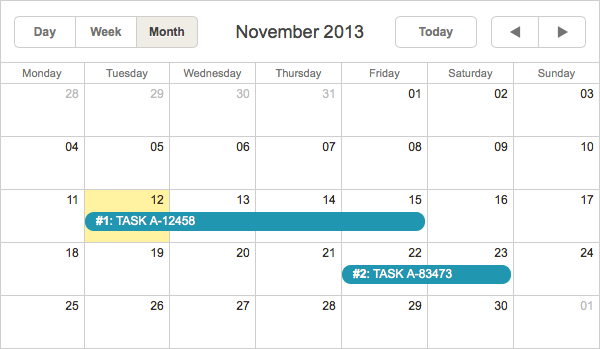 Day Week Month November 2013 Today
Monday Tuesday Wednesday Thursday Friday Saturday Sunday
28 29 30 31 01 02 03
04 05 06 07 08 09 10
11 12 13 14 15 16 17
#1: TASK A-12458
18 19 20 21 22 23 24
#2: TASK A-83473
25 26 27 28 29 30 01